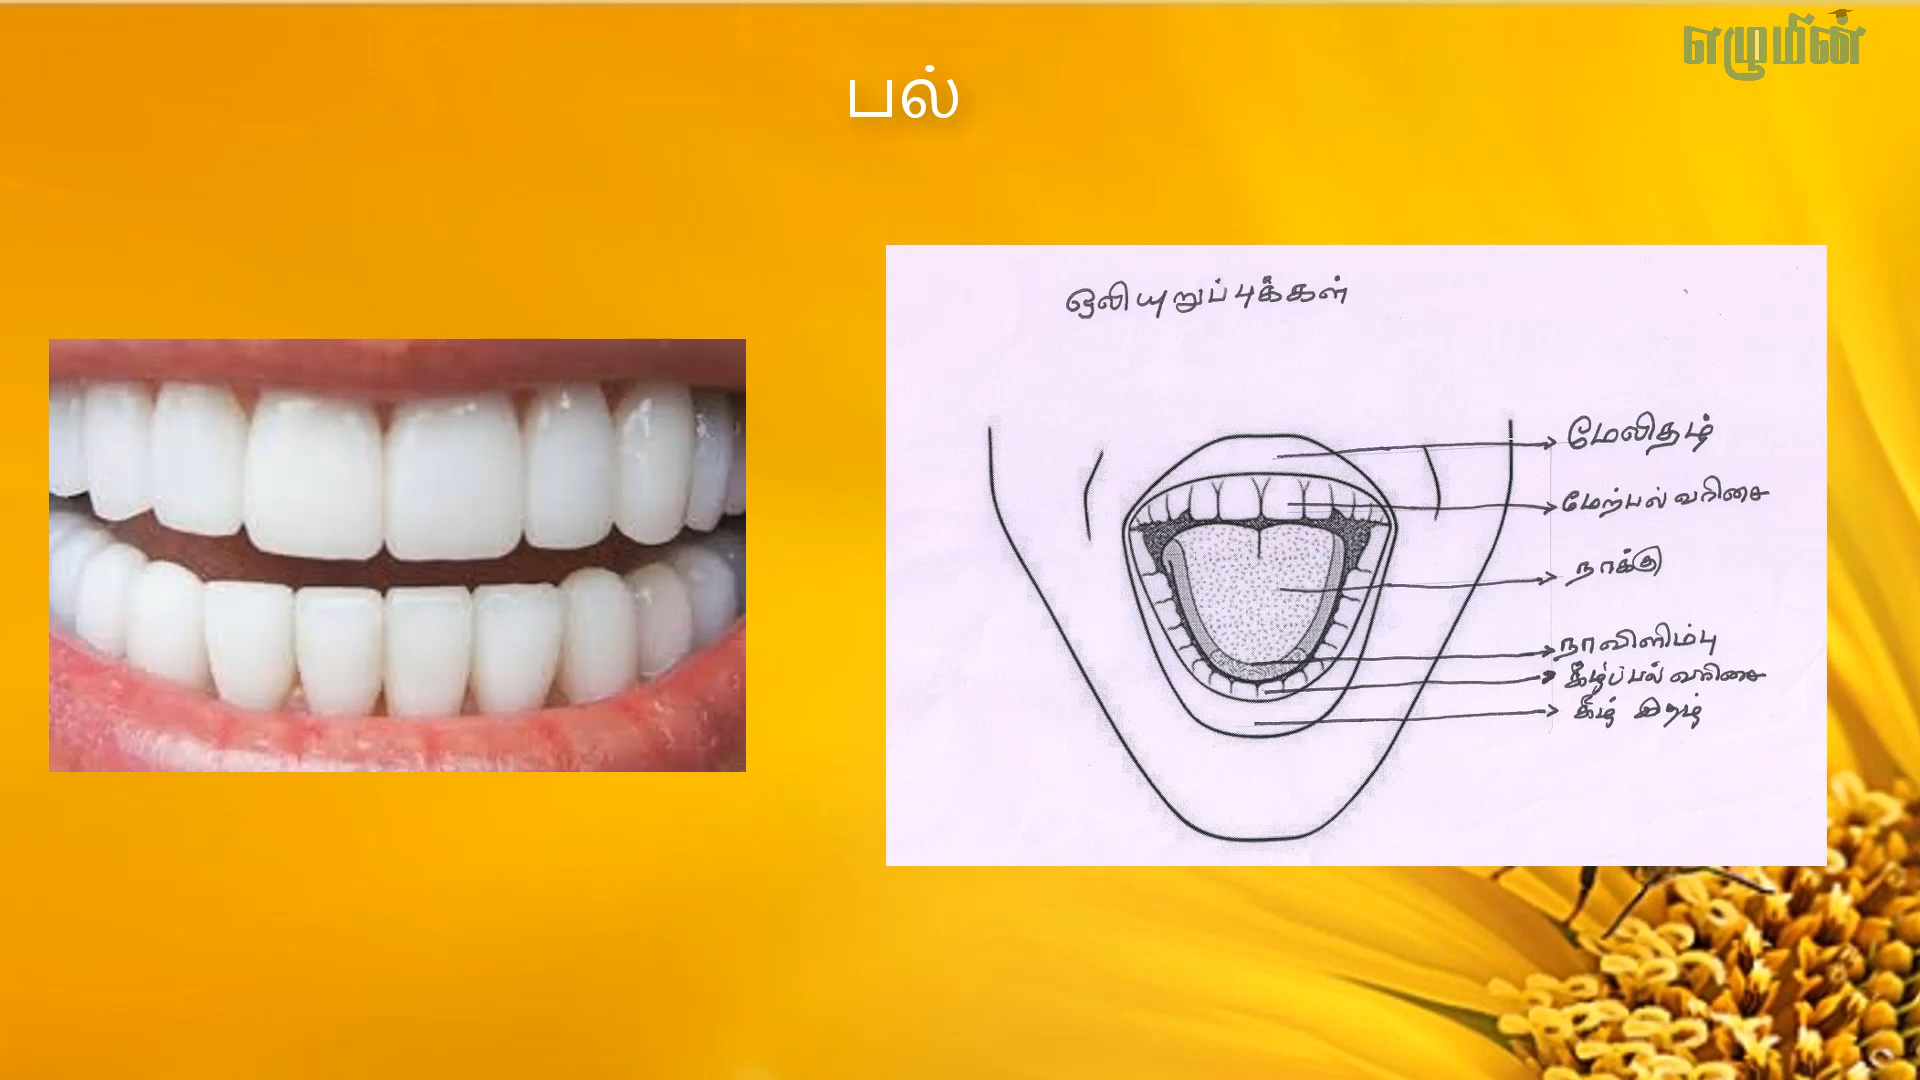 எழுமின்
பல்
ஒலியுறுப்புக்கள்
மேலிதழ்
மேற்பல் வரிசை
நாக்கு
நாவிளிம்பு
கீழ்ப்பல் வரிசை
கீழ் இதழ்